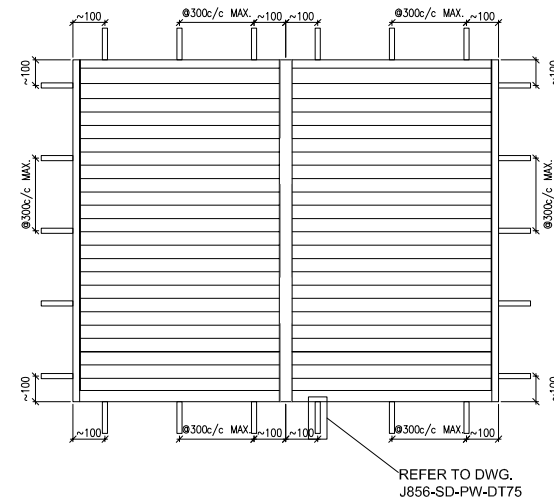 ~100 @300c/c MAX. ~100 ~100 @300c/c MAX. ~100
~100 ~100
@300c/c MAX. @300c/c MAX.
~100 ~100
~100 @300c/c MAX. ~100 ~100 @300c/c MAX. ~100
REFER TO DWG.
J856-SD-PW-DT75